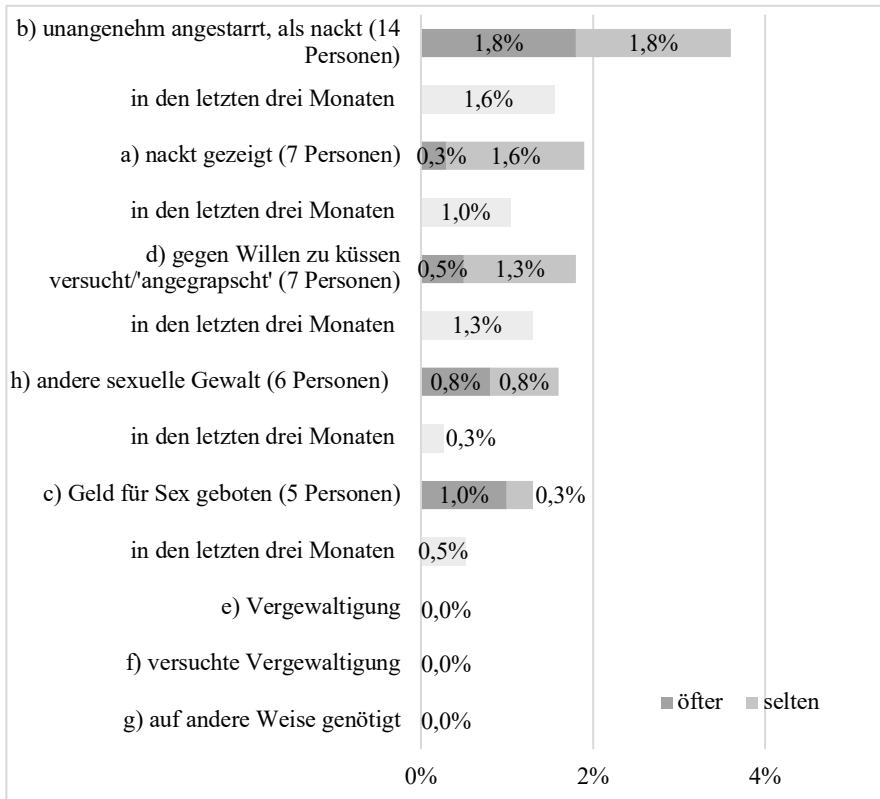 b) unangenehm angestarrt, als nackt (14
Personen)
1,8% 1,8%
in den letzten drei Monaten 1,6%
a) nackt gezeigt (7 Personen) 0,3% 1,6%
in den letzten drei Monaten 1,0%
d) gegen Willen zu küssen
versucht/'angegrapscht' (7 Personen) 0,5% 1,3%
in den letzten drei Monaten 1,3%
h) andere sexuelle Gewalt (6 Personen) 0,8% 0,8%
in den letzten drei Monaten 0,3%
c) Geld für Sex geboten (5 Personen) 1,0% 0,3%
in den letzten drei Monaten 0,5%
e) Vergewaltigung 0,0%
f) versuchte Vergewaltigung 0,0%
g) auf andere Weise genötigt 0,0%
öfter selten
0% 2% 4%